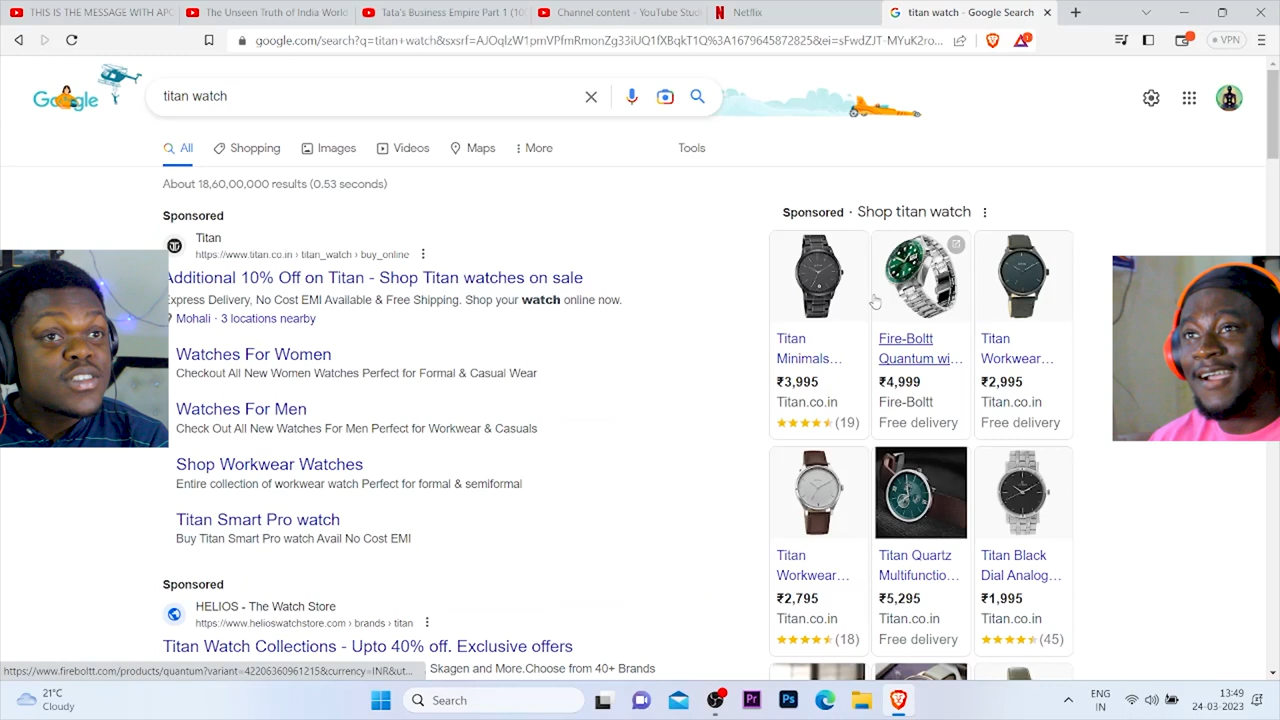 THIS IS THE MESSAGE WITH APO
The Unseen Truth of India World
Tata's Business Empire Part 1 (10
Channel content - YouTube Stud
Netflix
titan watch - Google Search
google.com/search?q=titan+watch&sxsrf=AJOqlzW1pmVPfmRmonZg33iUQ1fXBqkT1Q%3A1679645872825&ei=sFwdZJT-MYuK2ro...
VPN
Google
titan watch
All
Shopping
Images
Videos
Maps
More
Tools
About 18,60,00,000 results (0.53 seconds)
Sponsored
Titan
https://www.titan.co.in › titan_watch › buy_online
Additional 10% Off on Titan - Shop Titan watches on sale
Express Delivery, No Cost EMI Available & Free Shipping. Shop your watch online now.
Mohali · 3 locations nearby
Watches For Women
Checkout All New Women Watches Perfect for Formal & Casual Wear
Watches For Men
Check Out All New Watches For Men Perfect for Workwear & Casuals
Shop Workwear Watches
Entire collection of workwear watch Perfect for formal & semiformal
Titan Smart Pro watch
Buy Titan Smart Pro watch Avail No Cost EMI
Sponsored
HELIOS - The Watch Store
https://www.helioswatchstore.com › brands › titan
Titan Watch Collections - Upto 40% off. Exclusive offers
Skagen and More.Choose from 40+ Brands
https://www.fireboltt.com/products/quantum?variant=42205960961215&currency=INR&ut...
Sponsored · Shop titan watch
Titan
Minimals...
₹3,995
Titan.co.in
(19)
Fire-Boltt
Quantum wi...
₹4,999
Fire-Boltt
Free delivery
Titan
Workwear...
₹2,995
Titan.co.in
Free delivery
Titan
Workwear...
₹2,795
Titan.co.in
(18)
Titan Quartz
Multifunctio...
₹5,295
Titan.co.in
Free delivery
Titan Black
Dial Analog...
₹1,995
Titan.co.in
(45)
21°C
Cloudy
Search
Pr
Ps
ENG
IN
13:49
24-03-2023